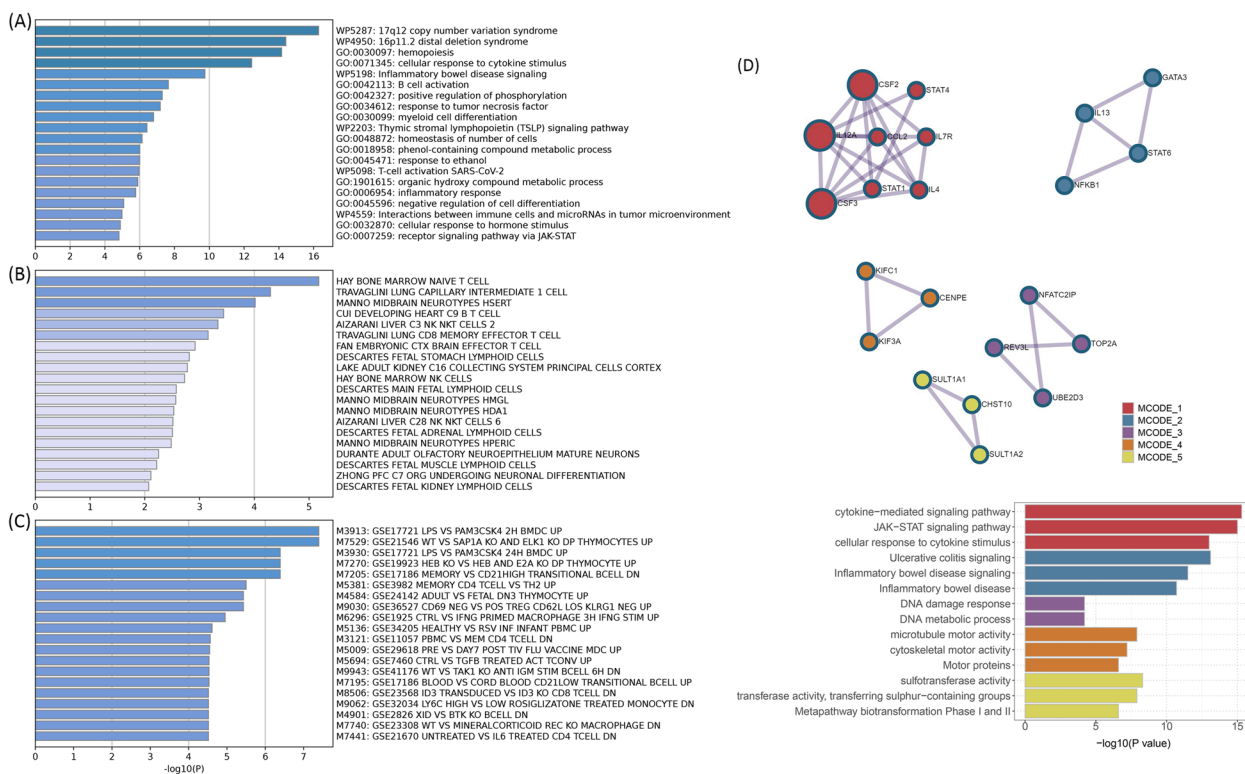 (A)
WP5287: 17q12 copy number variation syndrome
WP4950: 16p11.2 distal deletion syndrome
GO:0030097: hemopoiesis
GO:0071345: cellular response to cytokine stimulus
WP5198: Inflammatory bowel disease signaling
GO:0042113: B cell activation
GO:0042327: positive regulation of phosphorylation
GO:0034612: response to tumor necrosis factor
GO:0030099: myeloid cell differentiation
WP2203: Thymic stromal lymphopoietin (TSLP) signaling pathway
GO:0048872: homeostasis of number of cells
GO:0018958: phenol-containing compound metabolic process
GO:0045471: response to ethanol
WP5098: T-cell activation SARS-CoV-2
GO:1901615: organic hydroxy compound metabolic process
GO:0006954: inflammatory response
GO:0045596: negative regulation of cell differentiation
WP4559: Interactions between immune cells and microRNAs in tumor microenvironment
GO:0032870: cellular response to hormone stimulus
GO:0007259: receptor signaling pathway via JAK-STAT
0 2 4 6 8 10 12 14 16
(B)
HAY BONE MARROW NAIVE T CELL
TRAVAGLINI LUNG CAPILLARY INTERMEDIATE 1 CELL
MANNO MIDBRAIN NEUROTYPES HSERT
CUI DEVELOPING HEART C9 B T CELL
AIZARANI LIVER C3 NK NKT CELLS 2
TRAVAGLINI LUNG CD8 MEMORY EFFECTOR T CELL
FAN EMBRYONIC CTX BRAIN EFFECTOR T CELL
DESCARTES FETAL STOMACH LYMPHOID CELLS
LAKE ADULT KIDNEY C16 COLLECTING SYSTEM PRINCIPAL CELLS CORTEX
HAY BONE MARROW NK CELLS
DESCARTES MAIN FETAL LYMPHOID CELLS
MANNO MIDBRAIN NEUROTYPES HMGL
MANNO MIDBRAIN NEUROTYPES HDA1
AIZARANI LIVER C28 NK NKT CELLS 6
DESCARTES FETAL ADRENAL LYMPHOID CELLS
MANNO MIDBRAIN NEUROTYPES HPERIC
DURANTE ADULT OLFACTORY NEUROEPITHELIUM MATURE NEURONS
DESCARTES FETAL MUSCLE LYMPHOID CELLS
ZHONG PFC C7 ORG UNDERGOING NEURONAL DIFFERENTIATION
DESCARTES FETAL KIDNEY LYMPHOID CELLS
0 1 2 3 4 5
(C)
M3913: GSE17721 LPS VS PAM3CSK4 2H BMDC UP
M7529: GSE21546 WT VS SAP1A KO AND ELK1 KO DP THYMOCYTES UP
M3930: GSE17721 LPS VS PAM3CSK4 24H BMDC UP
M7270: GSE19923 HEB KO VS HEB AND E2A KO DP THYMOCYTE UP
M7205: GSE17186 MEMORY VS CD21HIGH TRANSITIONAL BCELL DN
M5381: GSE3982 MEMORY CD4 TCELL VS TH2 UP
M4584: GSE24142 ADULT VS FETAL DN3 THYMOCYTE UP
M9030: GSE36527 CD69 NEG VS POS TREG CD62L LOS KLRG1 NEG UP
M6296: GSE1925 CTRL VS IFNG PRIMED MACROPHAGE 3H IFNG STIM UP
M5136: GSE34205 HEALTHY VS RSV INF INFANT PBMC UP
M3121: GSE11057 PBMC VS MEM CD4 TCELL DN
M5009: GSE29618 PRE VS DAY7 POST TIV FLU VACCINE MDC UP
M5694: GSE7460 CTRL VS TGFB TREATED ACT TCONV UP
M9943: GSE41176 WT VS TAK1 KO ANTI IGM STIM BCELL 6H DN
M7195: GSE17186 BLOOD VS CORD BLOOD CD21LOW TRANSITIONAL BCELL UP
M8506: GSE23568 ID3 TRANSDUCED VS ID3 KO CD8 TCELL DN
M9062: GSE32034 LY6C HIGH VS LOW ROSIGLIZATONE TREATED MONOCYTE DN
M4901: GSE2826 XID VS BTK KO BCELL DN
M7740: GSE23308 WT VS MINERALCORTICOID REC KO MACROPHAGE DN
M7441: GSE21670 UNTREATED VS IL6 TREATED CD4 TCELL DN
0 1 2 3 4 5 6 7
-log10(P)
(D)
CSF2
STAT4
IL12A
CCL2
IL7R
STAT1
IL4
CSF3
GATA3
IL13
STAT6
NFKB1
KIFC1
CENPE
KIF3A
NFATC2IP
REV3L
TOP2A
UBE2D3
SULT1A1
CHST10
SULT1A2
MCODE_1
MCODE_2
MCODE_3
MCODE_4
MCODE_5
cytokine-mediated signaling pathway
JAK-STAT signaling pathway
cellular response to cytokine stimulus
Ulcerative colitis signaling
Inflammatory bowel disease signaling
Inflammatory bowel disease
DNA damage response
DNA metabolic process
microtubule motor activity
cytoskeletal motor activity
Motor proteins
sulfotransferase activity
transferase activity, transferring sulphur-containing groups
Metapathway biotransformation Phase I and II
0 5 10 15
−log10(P value)